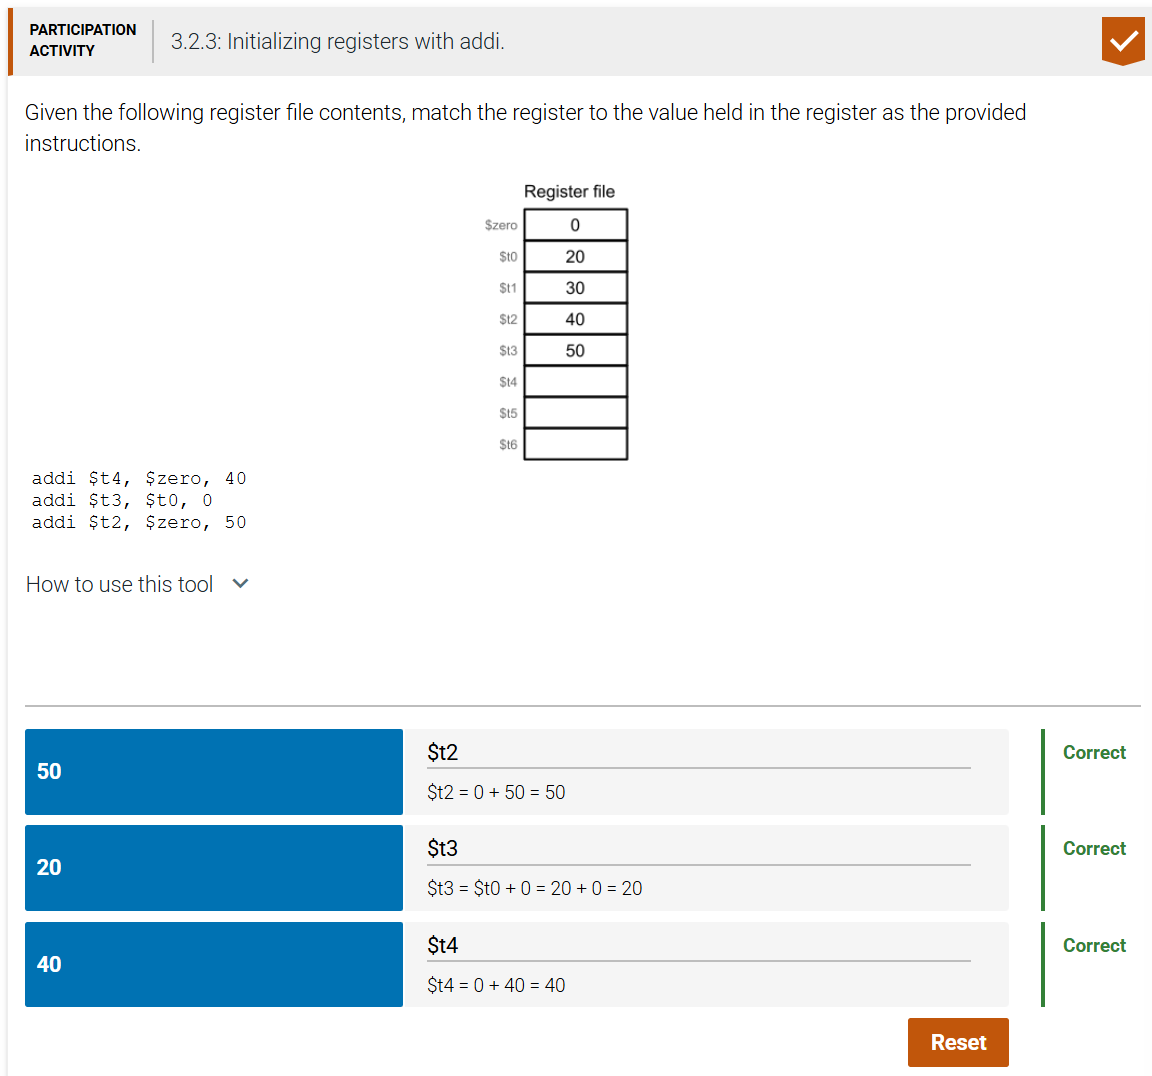 PARTICIPATION
ACTIVITY
3.2.3: Initializing registers with addi.
Given the following register file contents, match the register to the value held in the register as the provided
instructions.
Register file
$zero 0
$t0 20
$t1 30
$t2 40
$t3 50
$t4
$t5
$t6
addi $t4, $zero, 40
addi $t3, $t0, 0
addi $t2, $zero, 50
How to use this tool
50
$t2
$t2 = 0 + 50 = 50
Correct
20
$t3
$t3 = $t0 + 0 = 20 + 0 = 20
Correct
40
$t4
$t4 = 0 + 40 = 40
Correct
Reset